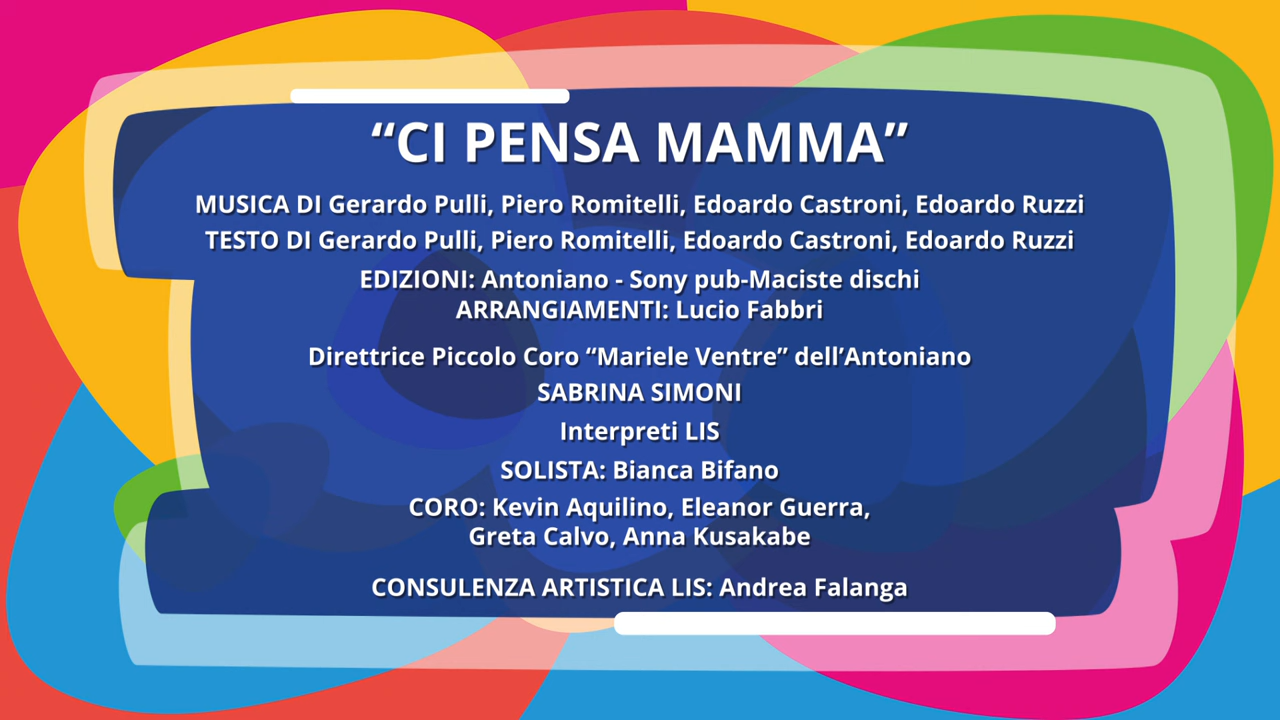 “CI PENSA MAMMA”
MUSICA DI Gerardo Pulli, Piero Romitelli, Edoardo Castroni, Edoardo Ruzzi
TESTO DI Gerardo Pulli, Piero Romitelli, Edoardo Castroni, Edoardo Ruzzi
EDIZIONI: Antoniano - Sony pub-Maciste dischi
ARRANGIAMENTI: Lucio Fabbri
Direttrice Piccolo Coro “Mariele Ventre” dell’Antoniano
SABRINA SIMONI
Interpreti LIS
SOLISTA: Bianca Bifano
CORO: Kevin Aquilino, Eleanor Guerra,
Greta Calvo, Anna Kusakabe
CONSULENZA ARTISTICA LIS: Andrea Falanga